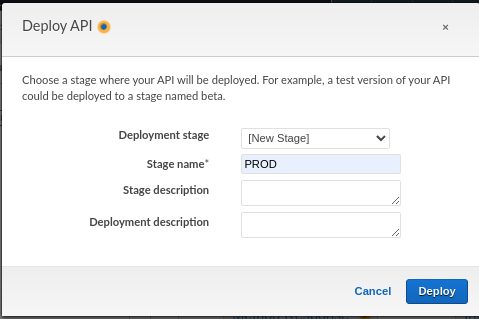 Deploy API
×
Choose a stage where your API will be deployed. For example, a test version of your API
could be deployed to a stage named beta.
Deployment stage [New Stage]
Stage name* PROD
Stage description
Deployment description
Cancel Deploy